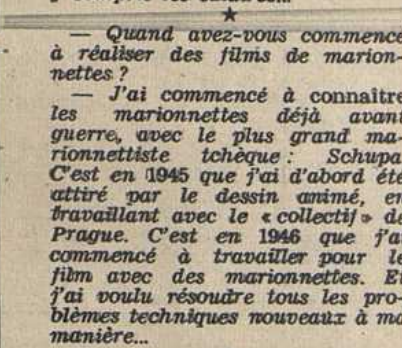 — Quand avez-vous commencé
à réaliser des films de marion-
nettes ?
— J'ai commencé à connaître
les marionnettes déjà avant
guerre, avec le plus grand ma-
rionnettiste tchèque : Schupa.
C'est en 1945 que j'ai d'abord été
attiré par le dessin animé, en
travaillant avec le « collectif » de
Prague. C'est en 1946 que j'ai
commencé à travailler pour le
film avec des marionnettes. Et
j'ai voulu résoudre tous les pro-
blèmes techniques nouveaux à ma
manière...